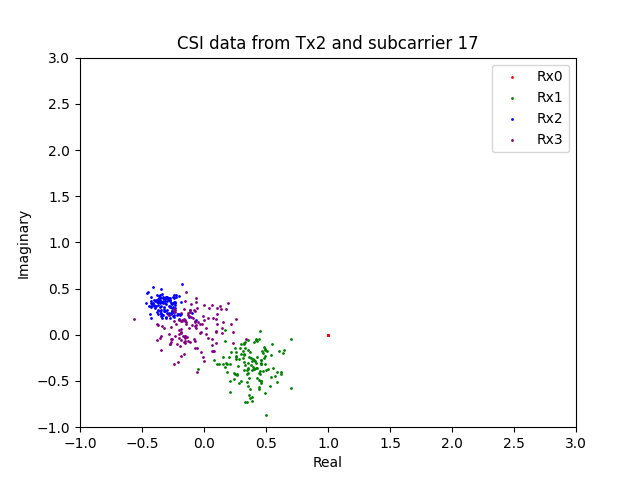 CSI data from Tx2 and subcarrier 17
3.0
2.5
2.0
1.5
1.0
0.5
0.0
−0.5
−1.0
Imaginary
Rx0
Rx1
Rx2
Rx3
−1.0 −0.5 0.0 0.5 1.0 1.5 2.0 2.5 3.0
Real